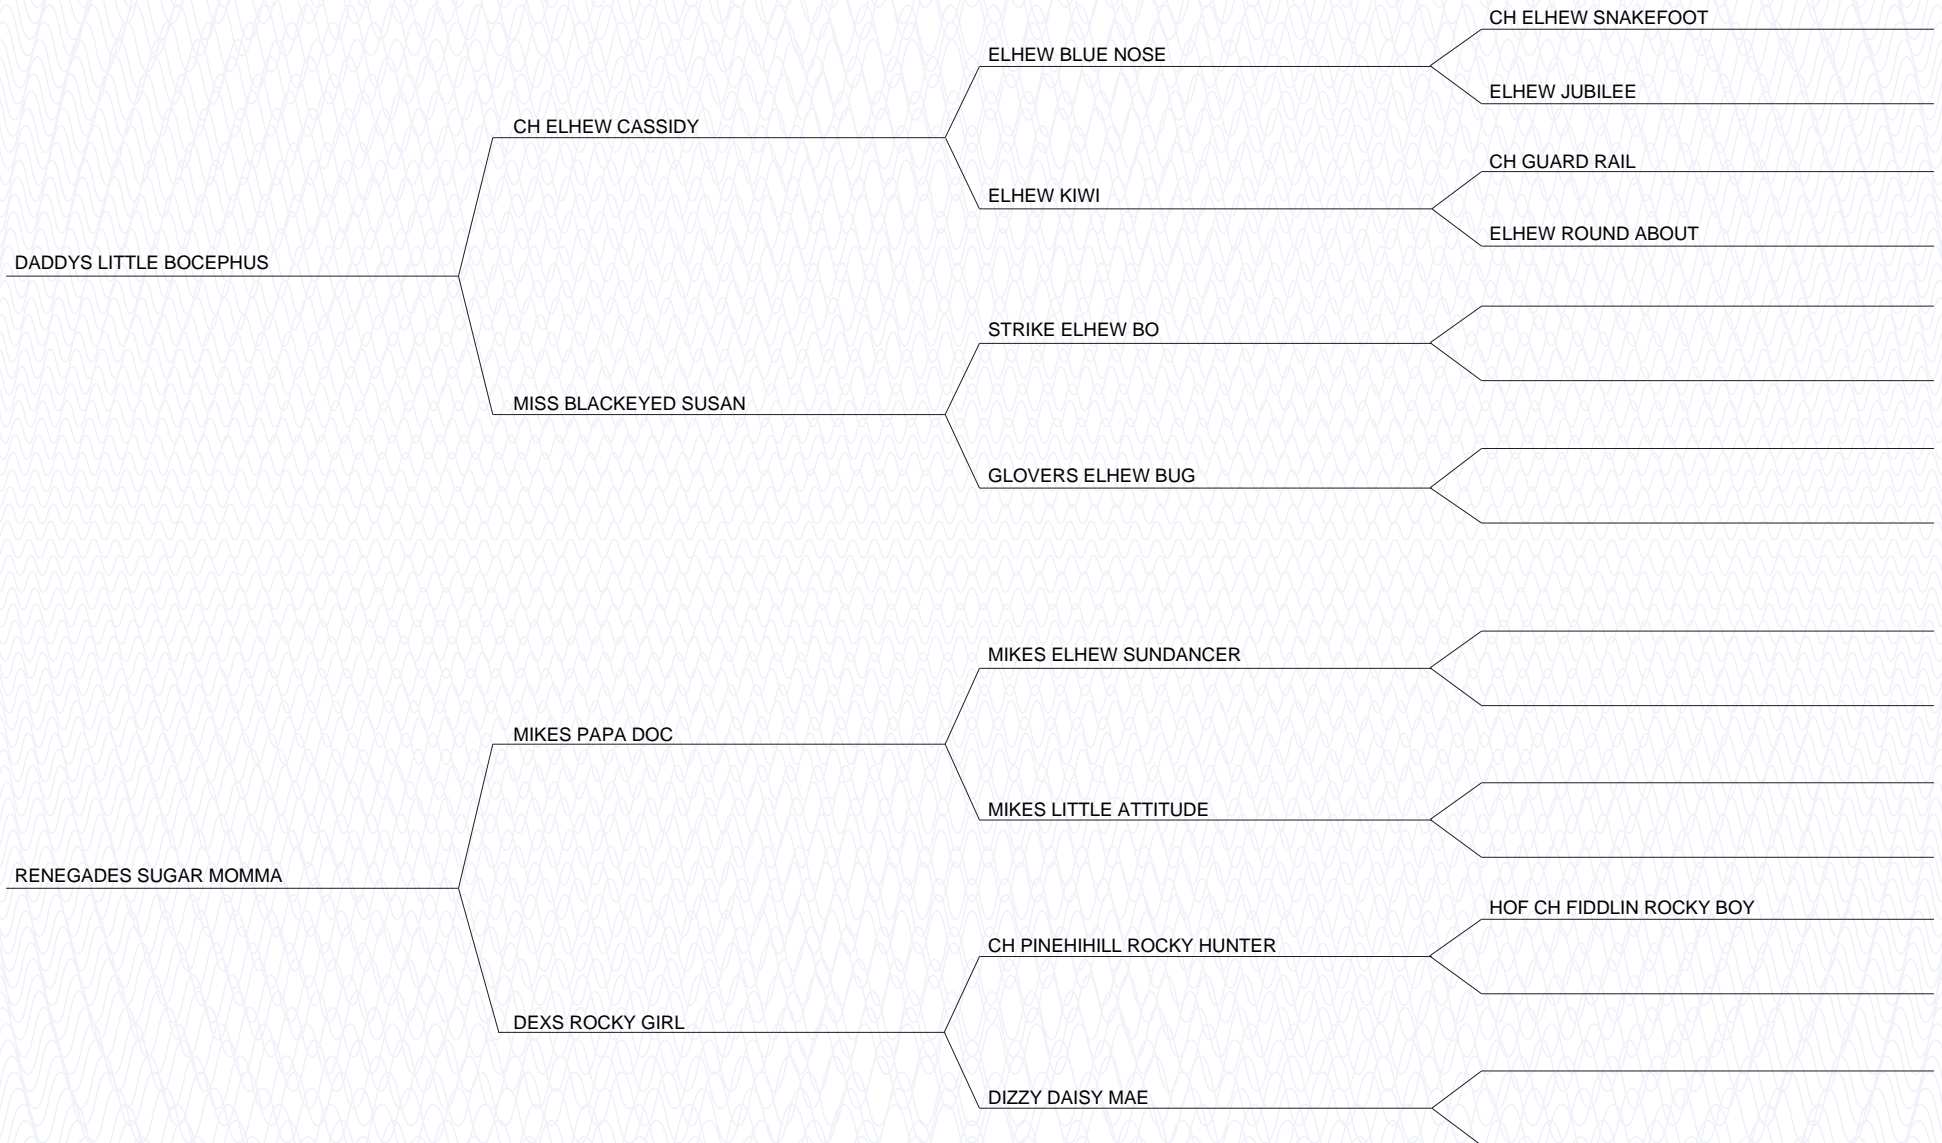 CH ELHEW SNAKEFOOT
ELHEW BLUE NOSE
ELHEW JUBILEE
CH ELHEW CASSIDY
CH GUARD RAIL
ELHEW KIWI
ELHEW ROUND ABOUT
DADDYS LITTLE BOCEPHUS
STRIKE ELHEW BO
MISS BLACKEYED SUSAN
GLOVERS ELHEW BUG
MIKES ELHEW SUNDANCER
MIKES PAPA DOC
MIKES LITTLE ATTITUDE
RENEGADES SUGAR MOMMA
HOF CH FIDDLIN ROCKY BOY
CH PINEHIHILL ROCKY HUNTER
DEXS ROCKY GIRL
DIZZY DAISY MAE